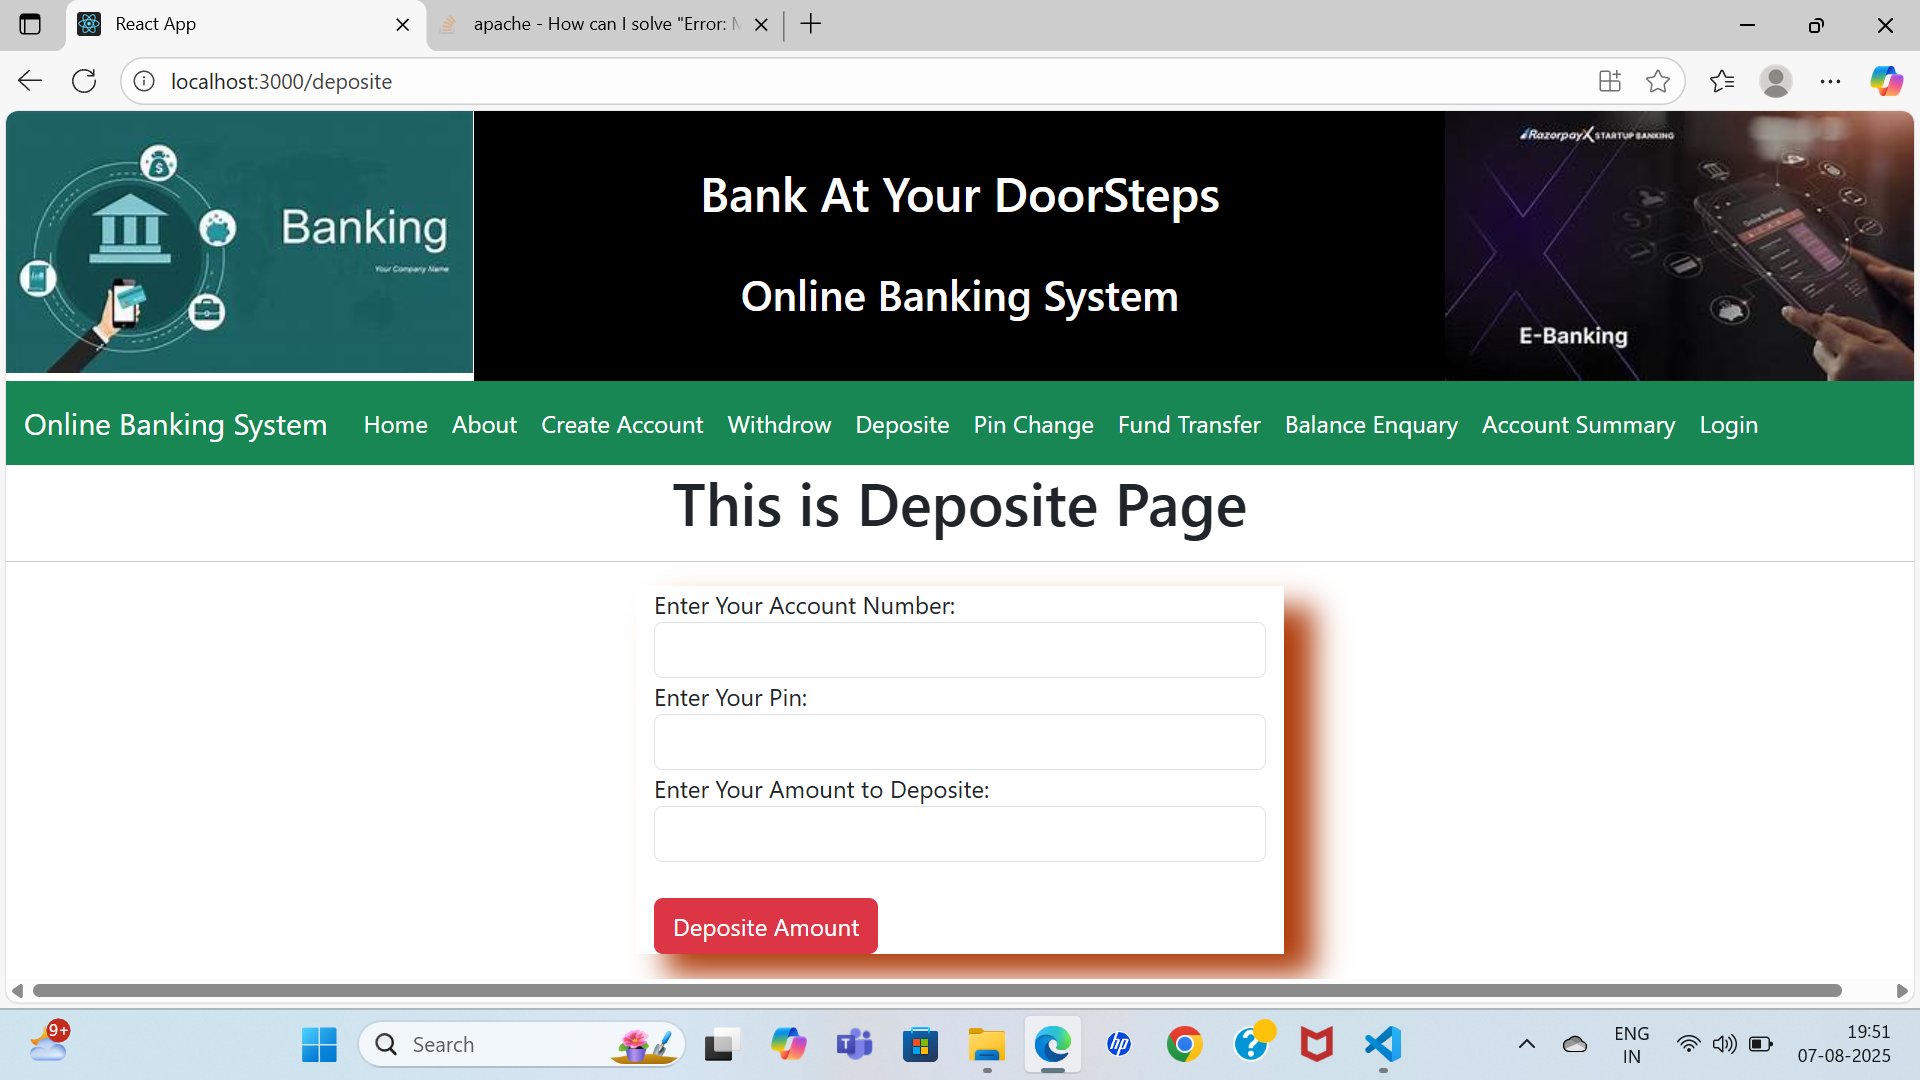 React App
apache - How can I solve "Error: M
localhost:3000/deposite
RazorpayX STARTUP BANKING
Banking
Your Company Name
Bank At Your DoorSteps
Online Banking System
E-Banking
Online Banking System Home About Create Account Withdrow Deposite Pin Change Fund Transfer Balance Enquary Account Summary Login
This is Deposite Page
Enter Your Account Number:
Enter Your Pin:
Enter Your Amount to Deposite:
Deposite Amount
9+
Search
T
hp
?
ENG
IN
19:51
07-08-2025